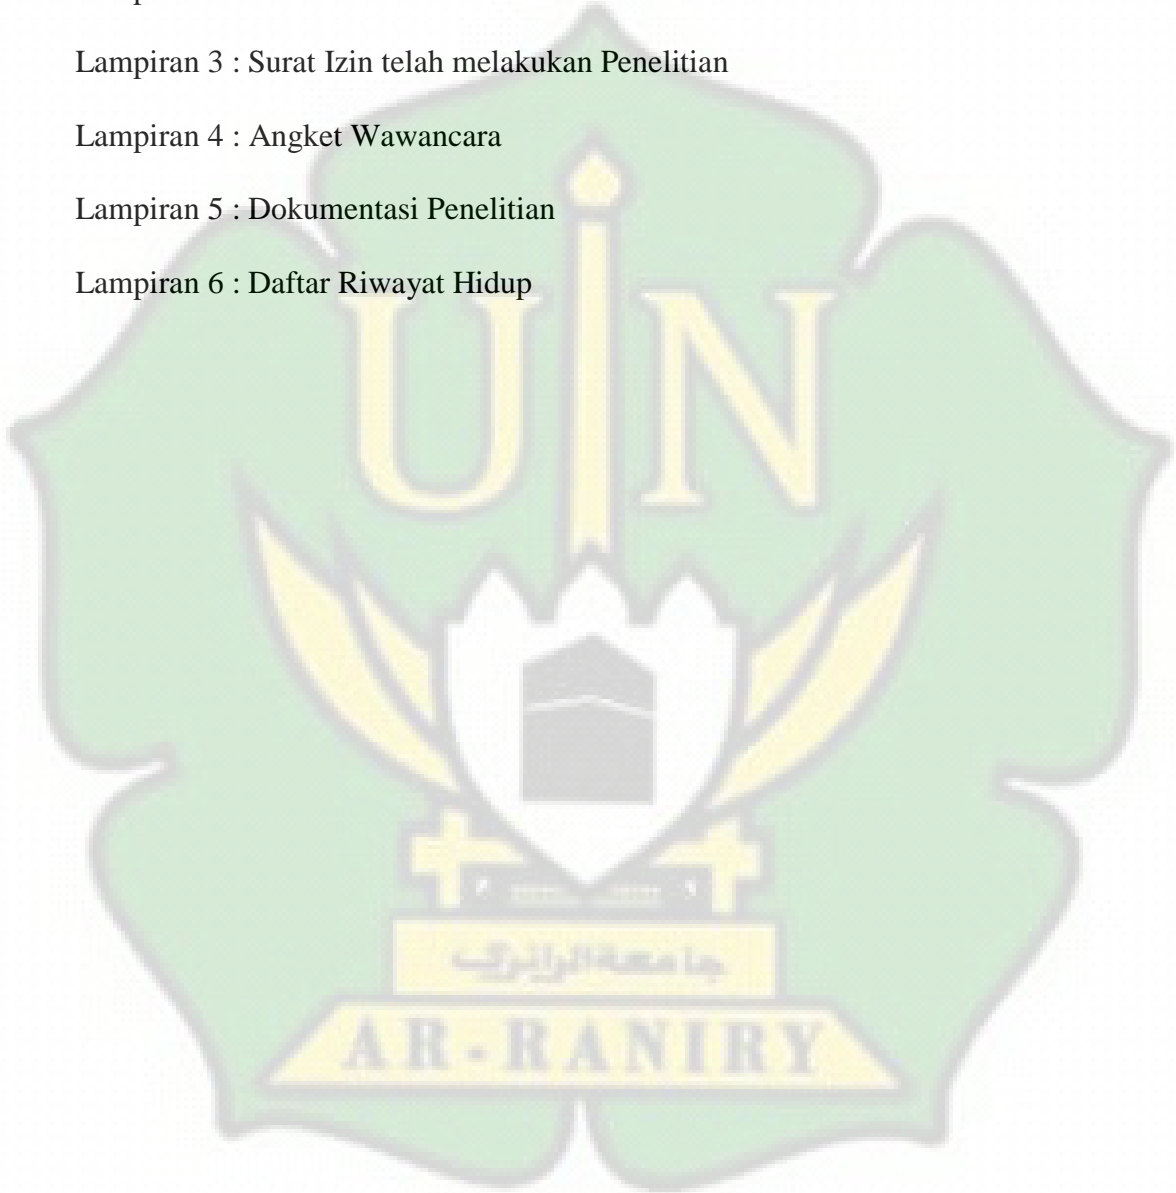 Lampiran 3 : Surat Izin telah melakukan Penelitian
Lampiran 4 : Angket Wawancara
Lampiran 5 : Dokumentasi Penelitian
Lampiran 6 : Daftar Riwayat Hidup
UIN
جامعة الرانري
AR-RANIRY